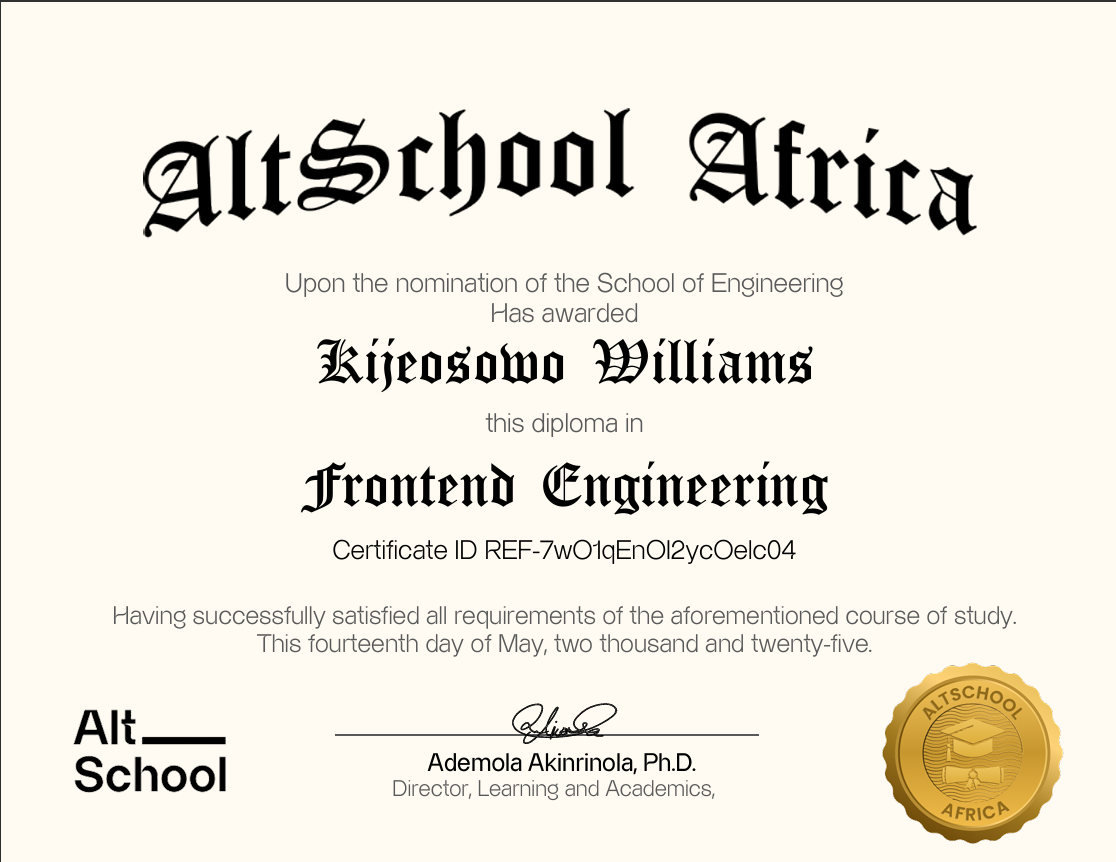 AltSchool Africa
Upon the nomination of the School of Engineering
Has awarded
Kijeosowo Williams
this diploma in
Frontend Engineering
Certificate ID REF-7wO1qEnOl2ycOelc04
Having successfully satisfied all requirements of the aforementioned course of study.
This fourteenth day of May, two thousand and twenty-five.
Alt
School
Ademola Akinrinola, Ph.D.
Director, Learning and Academics,
ALTSCHOOL
AFRICA